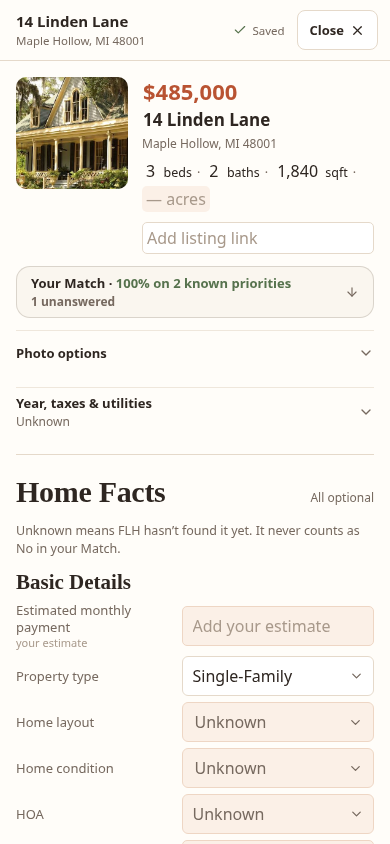 14 Linden Lane
Maple Hollow, MI 48001
Saved
Close
$485,000
14 Linden Lane
Maple Hollow, MI 48001
3 beds · 2 baths · 1,840 sqft ·
— acres
Add listing link
Your Match · 100% on 2 known priorities
1 unanswered
Photo options
Year, taxes & utilities
Unknown
Home Facts
All optional
Unknown means FLH hasn’t found it yet. It never counts as
No in your Match.
Basic Details
Estimated monthly
payment
your estimate
Add your estimate
Property type
Single-Family
Home layout
Unknown
Home condition
Unknown
HOA
Unknown